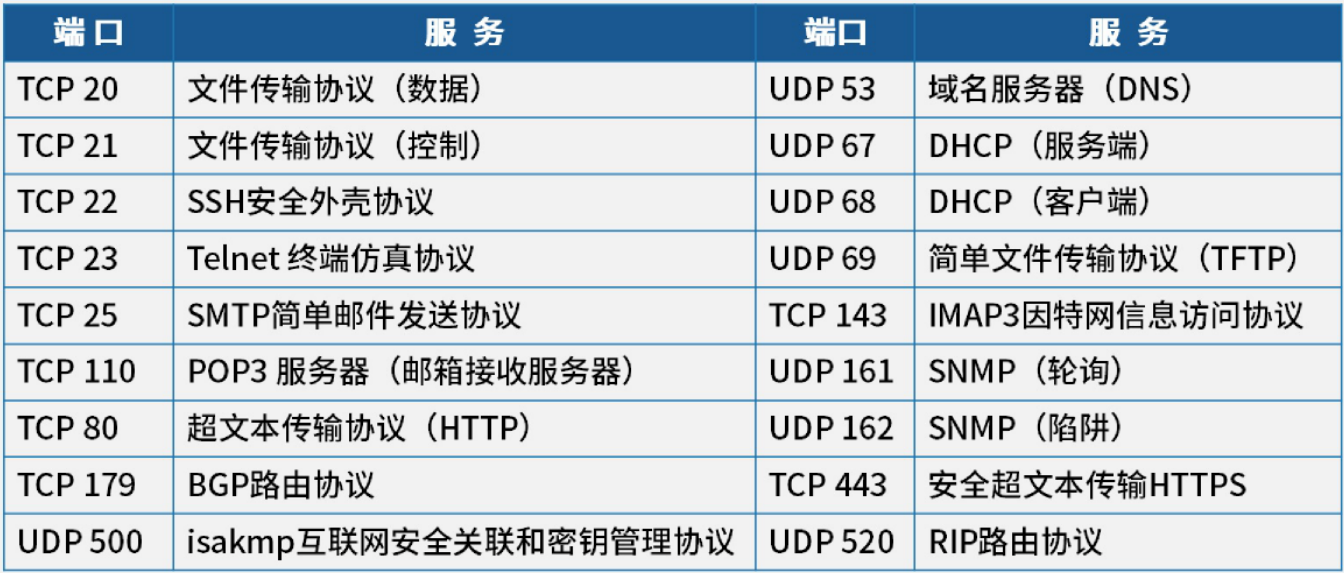 端口 服务 端口 服务
TCP 20 文件传输协议（数据） UDP 53 域名服务器（DNS）
TCP 21 文件传输协议（控制） UDP 67 DHCP（服务端）
TCP 22 SSH安全外壳协议 UDP 68 DHCP（客户端）
TCP 23 Telnet 终端仿真协议 UDP 69 简单文件传输协议（TFTP）
TCP 25 SMTP简单邮件发送协议 TCP 143 IMAP3因特网信息访问协议
TCP 110 POP3 服务器（邮箱接收服务器） UDP 161 SNMP（轮询）
TCP 80 超文本传输协议（HTTP） UDP 162 SNMP（陷阱）
TCP 179 BGP路由协议 TCP 443 安全超文本传输HTTPS
UDP 500 isakmp互联网安全关联和密钥管理协议 UDP 520 RIP路由协议